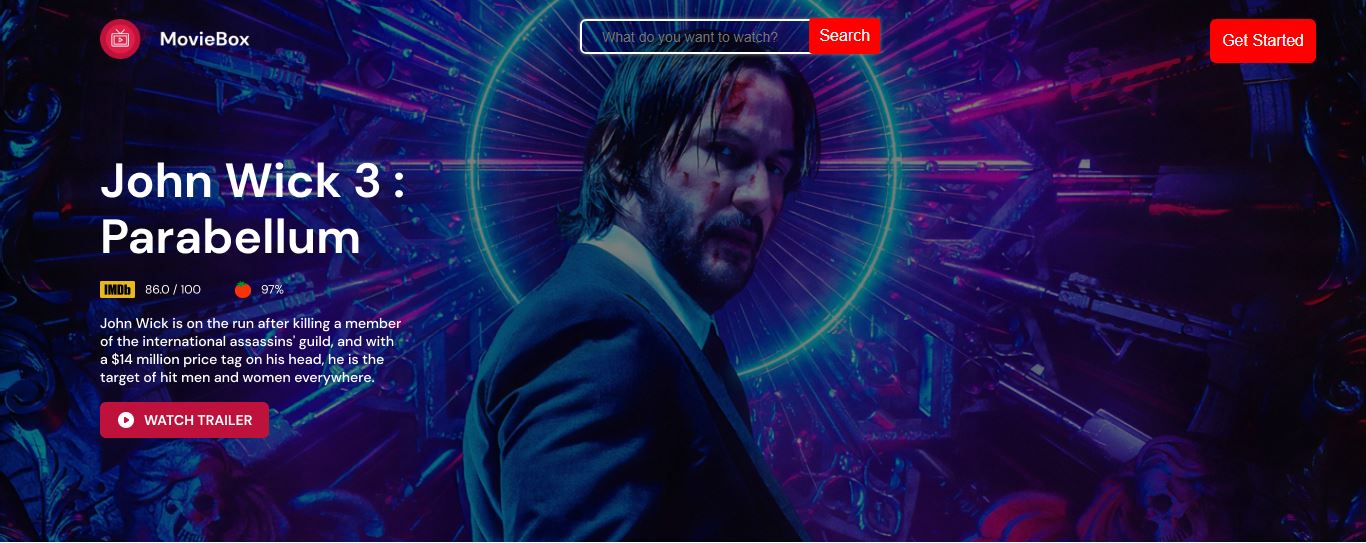 MovieBox
What do you want to watch?
Search
Get Started
John Wick 3 :
Parabellum
IMDb 86.0 / 100 97%
John Wick is on the run after killing a member
of the international assassins' guild, and with
a $14 million price tag on his head, he is the
target of hit men and women everywhere.
WATCH TRAILER